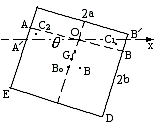 2a
A C₂ O B′
A′ θ C₁ x
G B
B₀ B 2b
E
D